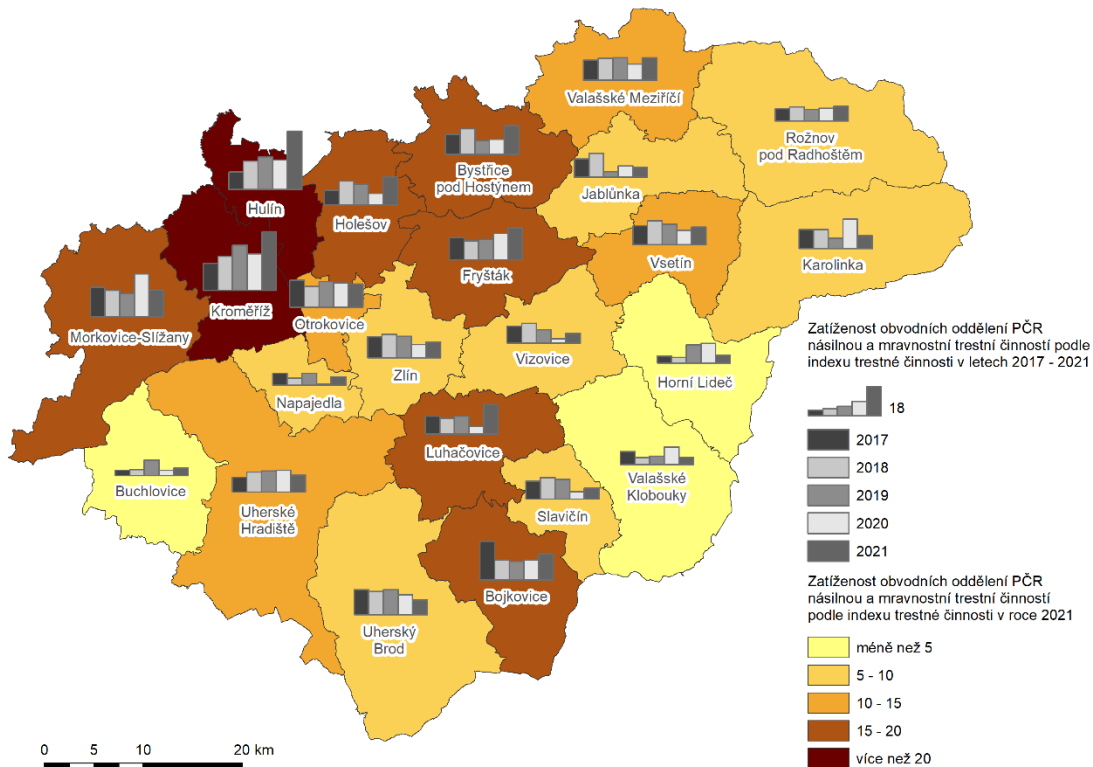 Valašské Meziříčí
Rožnov
pod Radhoštěm
Bystřice
pod Hostýnem
Jablůnka
Hulín
Holešov
Fryšták
Vsetín
Karolinka
Kroměříž
Otrokovice
Morkovice-Slížany
Zlín
Vizovice
Horní Lideč
Napajedla
Luhačovice
Valašské
Klobouky
Buchlovice
Uherské
Hradiště
Slavičín
Bojkovice
Uherský
Brod
Zatíženost obvodních oddělení PČR
násilnou a mravnostní trestní činností podle
indexu trestné činnosti v letech 2017 - 2021
18
2017
2018
2019
2020
2021
Zatíženost obvodních oddělení PČR
násilnou a mravnostní trestní činností
podle indexu trestné činnosti v roce 2021
méně než 5
5 - 10
10 - 15
15 - 20
více než 20
0 5 10 20 km